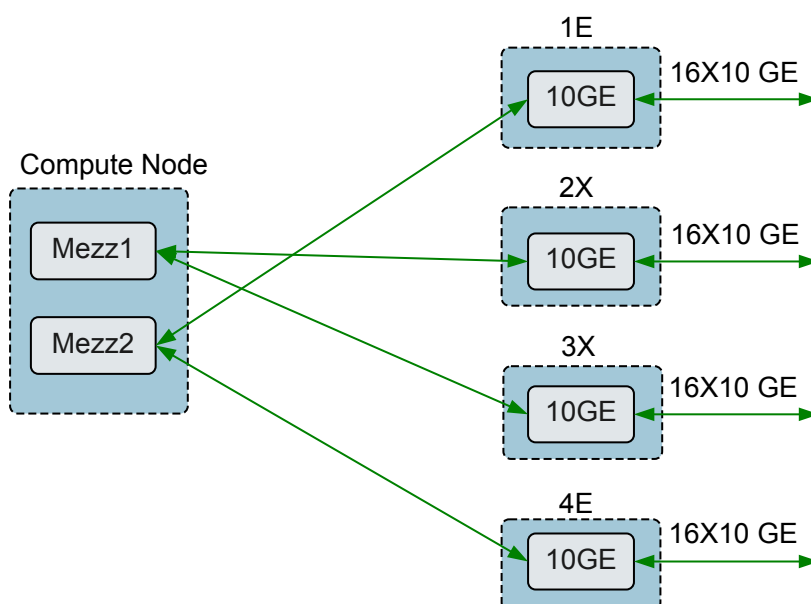 1E
16X10 GE
10GE
Compute Node
2X
Mezz1
16X10 GE
10GE
Mezz2
3X
16X10 GE
10GE
4E
16X10 GE
10GE